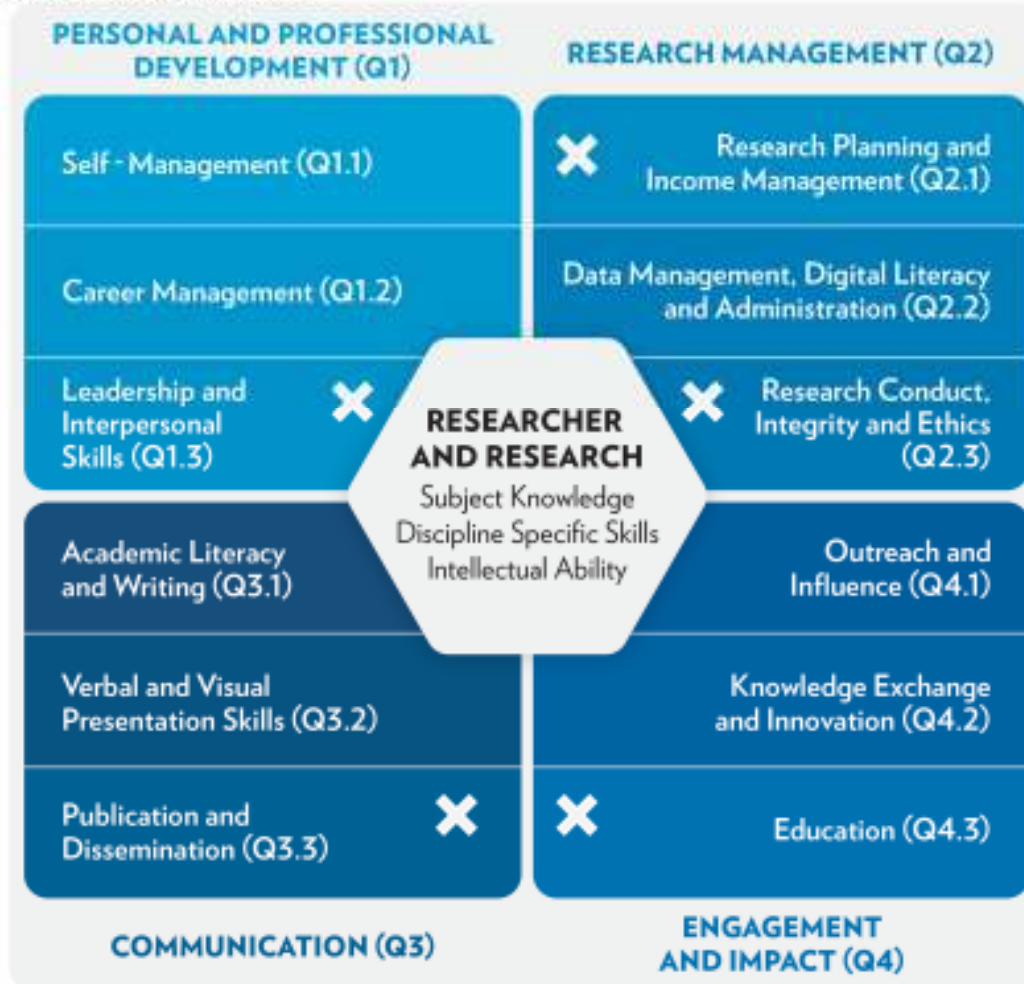 PERSONAL AND PROFESSIONAL
DEVELOPMENT (Q1)
Self - Management (Q1.1)
Career Management (Q1.2)
Leadership and
Interpersonal
Skills (Q1.3)
RESEARCH MANAGEMENT (Q2)
Research Planning and
Income Management (Q2.1)
Data Management, Digital Literacy
and Administration (Q2.2)
Research Conduct,
Integrity and Ethics
(Q2.3)
RESEARCHER
AND RESEARCH
Subject Knowledge
Discipline Specific Skills
Intellectual Ability
Academic Literacy
and Writing (Q3.1)
Verbal and Visual
Presentation Skills (Q3.2)
Publication and
Dissemination (Q3.3)
COMMUNICATION (Q3)
Outreach and
Influence (Q4.1)
Knowledge Exchange
and Innovation (Q4.2)
Education (Q4.3)
ENGAGEMENT
AND IMPACT (Q4)